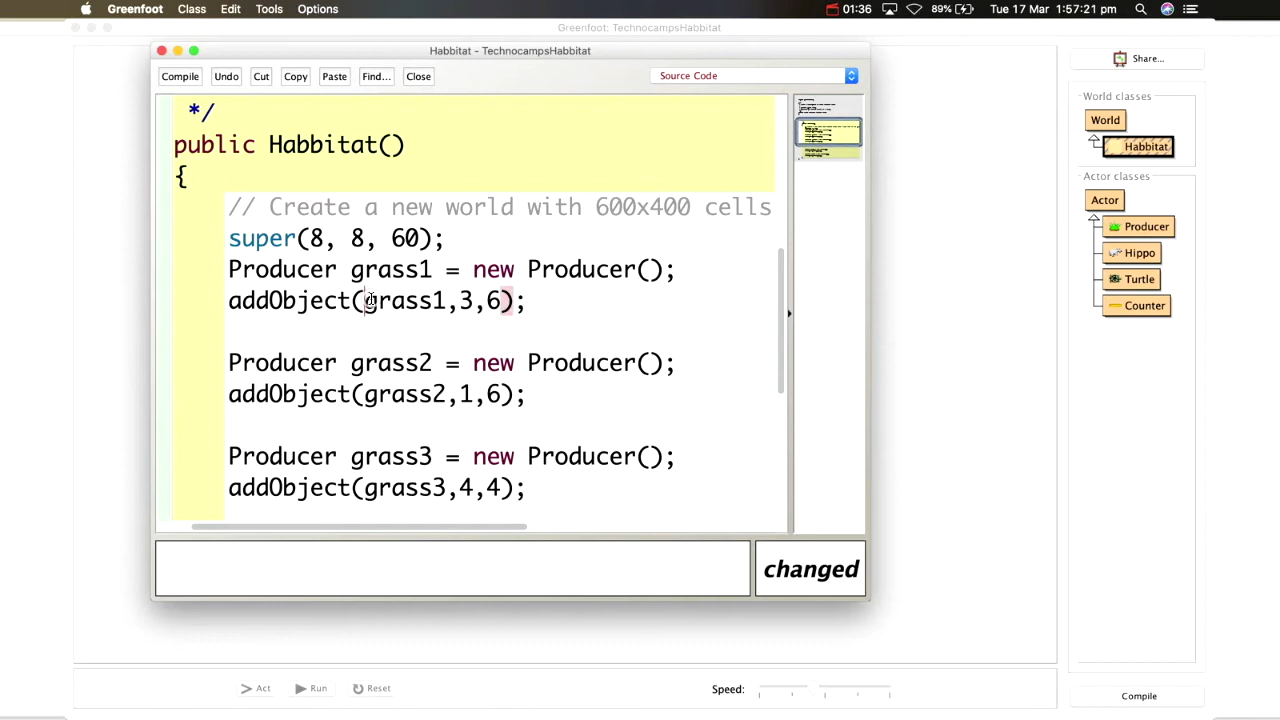 Greenfoot Class Edit Tools Options 01:36 89% Tue 17 Mar 1:57:21 pm
Greenfoot: TechnocampsHabbitat
Habbitat - TechnocampsHabbitat
Compile Undo Cut Copy Paste Find... Close Source Code
*/
public Habbitat()
{
// Create a new world with 600x400 cells
super(8, 8, 60);
Producer grass1 = new Producer();
addObject(grass1,3,6);
Producer grass2 = new Producer();
addObject(grass2,1,6);
Producer grass3 = new Producer();
addObject(grass3,4,4);
changed
Share...
World classes
World
Habbitat
Actor classes
Actor
Producer
Hippo
Turtle
Counter
Act Run Reset Speed: Compile